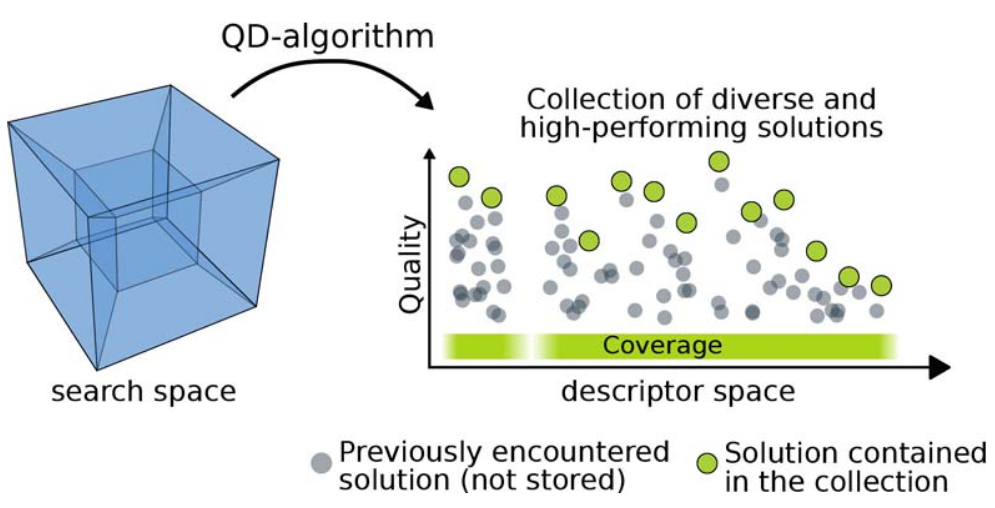 QD-algorithm
Collection of diverse and
high-performing solutions
Quality
Coverage
search space
descriptor space
Previously encountered
solution (not stored)
Solution contained
in the collection